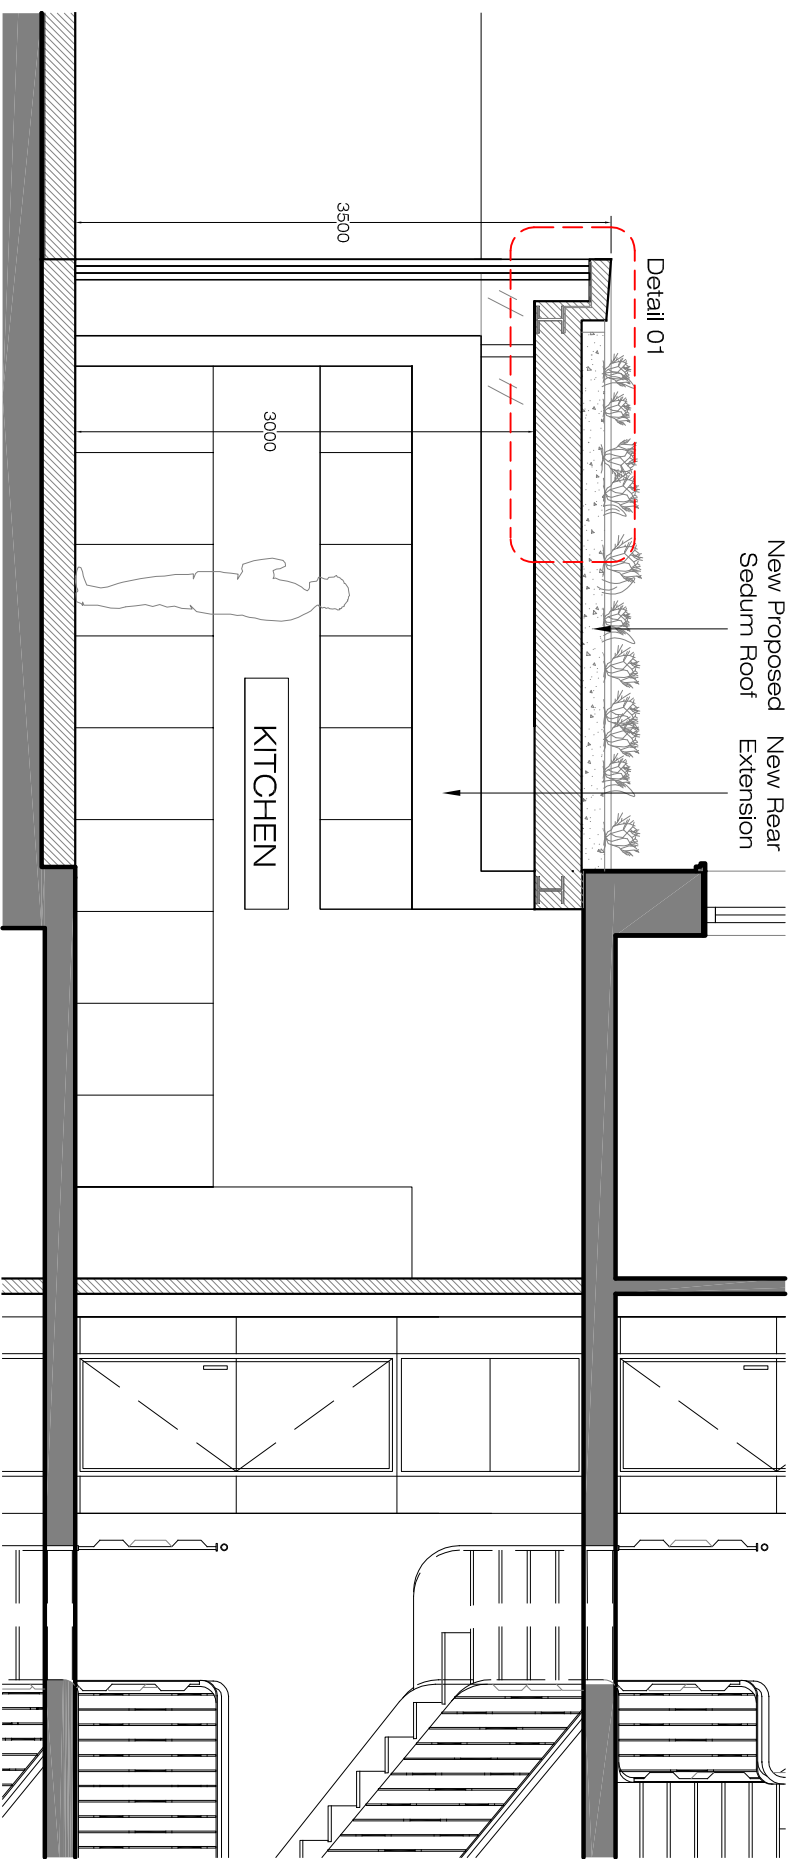 New Proposed
Sedum Roof
New Rear
Extension
Detail 01
3500
3000
KITCHEN